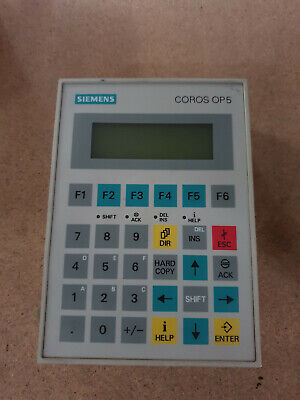 SIEMENS COROS OP5
F1 F2 F3 F4 F5 F6
SHIFT ACK DEL INS i HELP
7 8 9 DIR DEL INS ESC
D 4 E 5 F 6 HARD COPY ACK
A 1 B 2 C 3 SHIFT
. 0 +/- i HELP ENTER